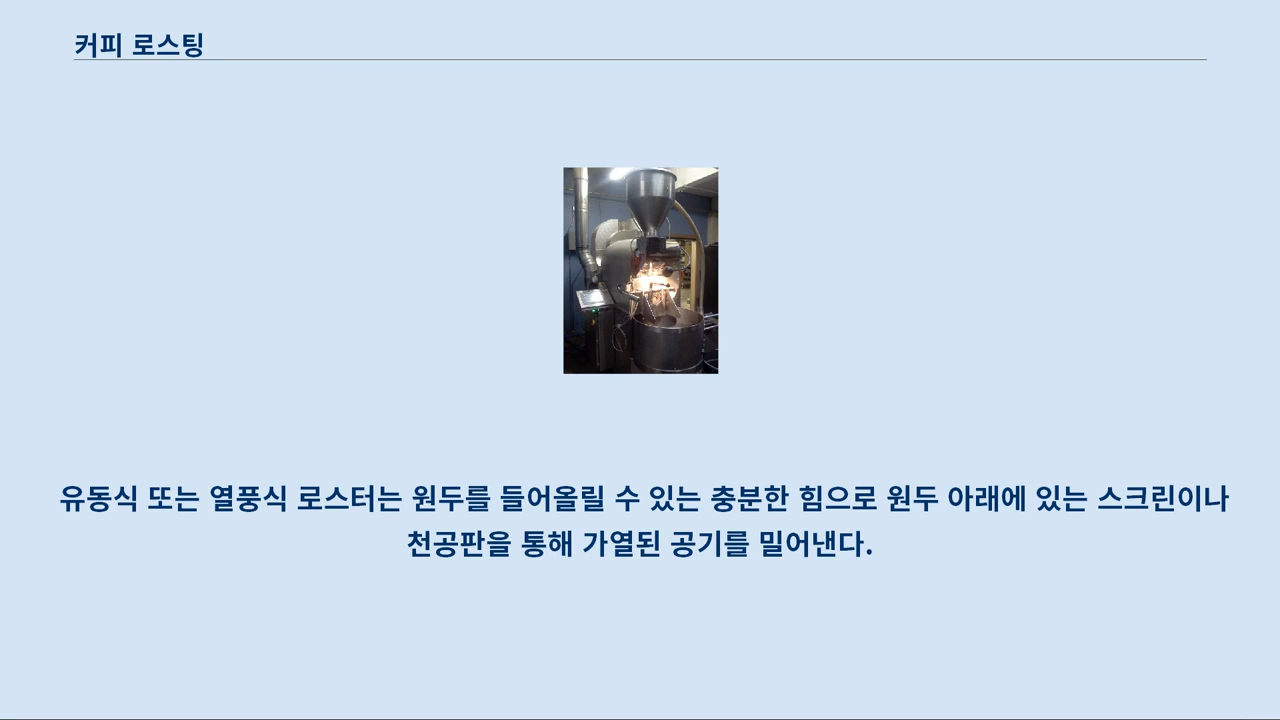 커피 로스팅
유동식 또는 열풍식 로스터는 원두를 들어올릴 수 있는 충분한 힘으로 원두 아래에 있는 스크린이나
천공판을 통해 가열된 공기를 밀어낸다.